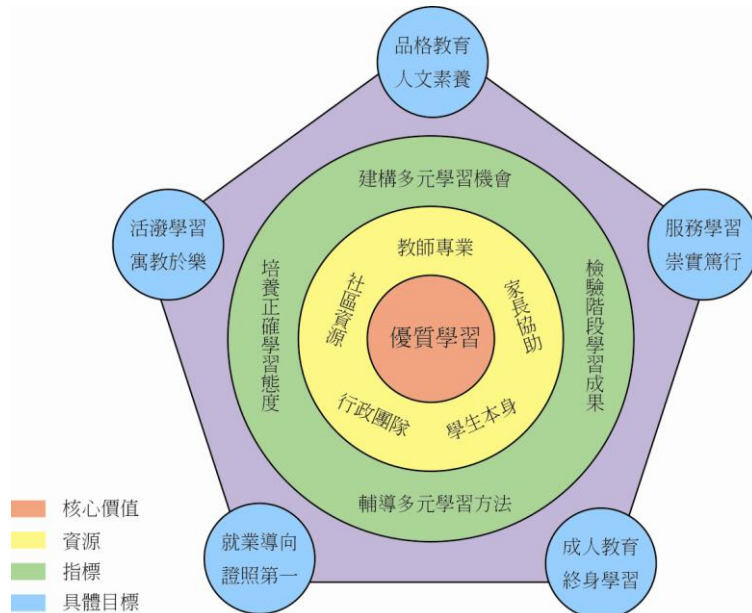 品格教育
人文素養
建構多元學習機會
活潑學習
寓教於樂
服務學習
崇實篤行
教師專業
培養正確學習態度
社區資源
家長協助
檢驗階段學習成果
優質學習
行政團隊
學生本身
輔導多元學習方法
核心價值
資源
指標
具體目標
就業導向
證照第一
成人教育
終身學習